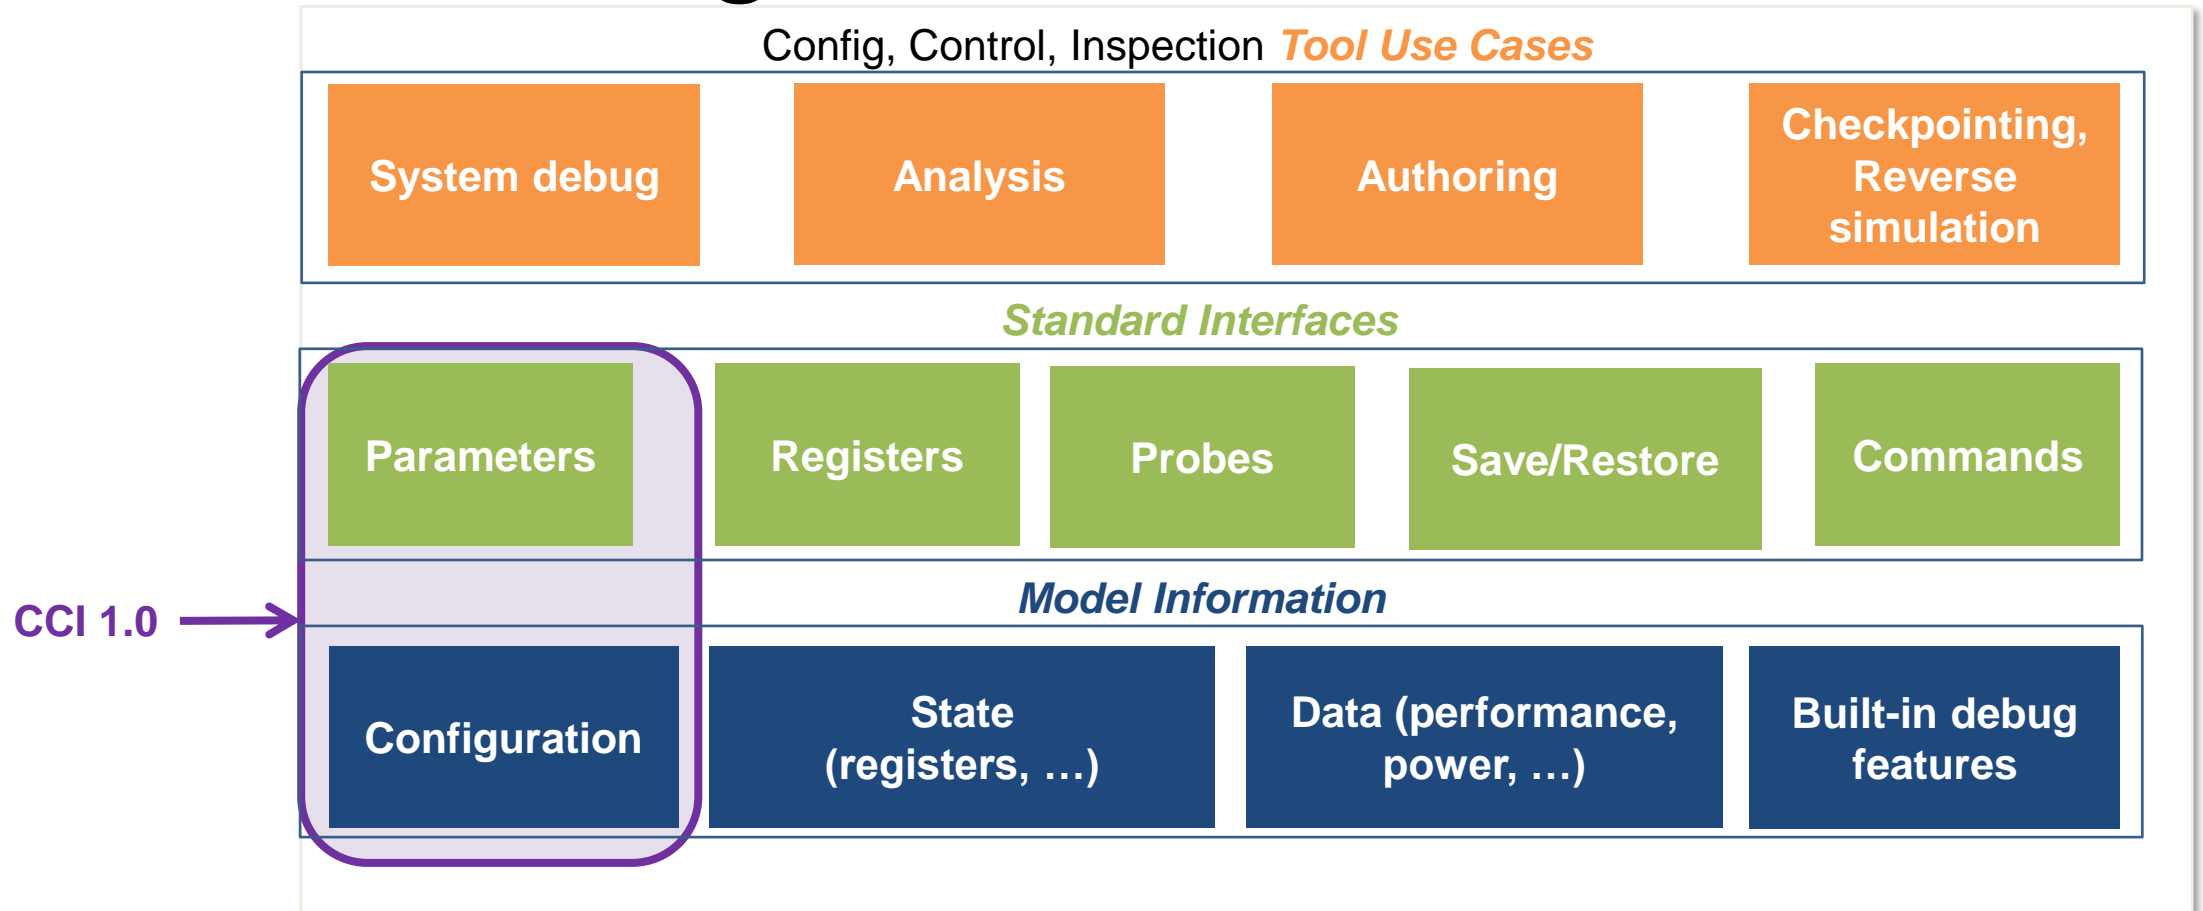 Config, Control, Inspection Tool Use Cases
System debug
Analysis
Authoring
Checkpointing,
Reverse
simulation
Standard Interfaces
Parameters
Registers
Probes
Save/Restore
Commands
Model Information
CCI 1.0
Configuration
State
(registers, …)
Data (performance,
power, …)
Built-in debug
features